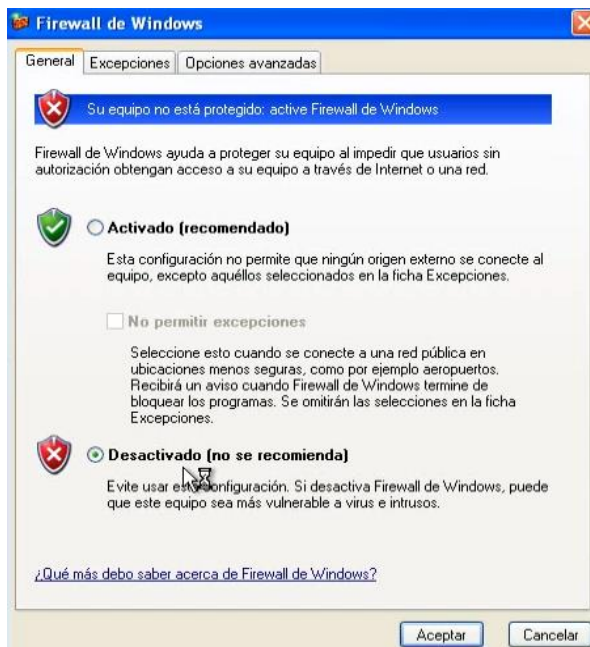 Firewall de Windows
General Excepciones Opciones avanzadas
Su equipo no está protegido: active Firewall de Windows
Firewall de Windows ayuda a proteger su equipo al impedir que usuarios sin
autorización obtengan acceso a su equipo a través de Internet o una red.
Activado (recomendado)
Esta configuración no permite que ningún origen externo se conecte al
equipo, excepto aquéllos seleccionados en la ficha Excepciones.
No permitir excepciones
Seleccione esto cuando se conecte a una red pública en
ubicaciones menos seguras, como por ejemplo aeropuertos.
Recibirá un aviso cuando Firewall de Windows termine de
bloquear los programas. Se omitirán las selecciones en la ficha
Excepciones.
Desactivado (no se recomienda)
Evite usar esta configuración. Si desactiva Firewall de Windows, puede
que este equipo sea más vulnerable a virus e intrusos.
¿Qué más debo saber acerca de Firewall de Windows?
Aceptar Cancelar